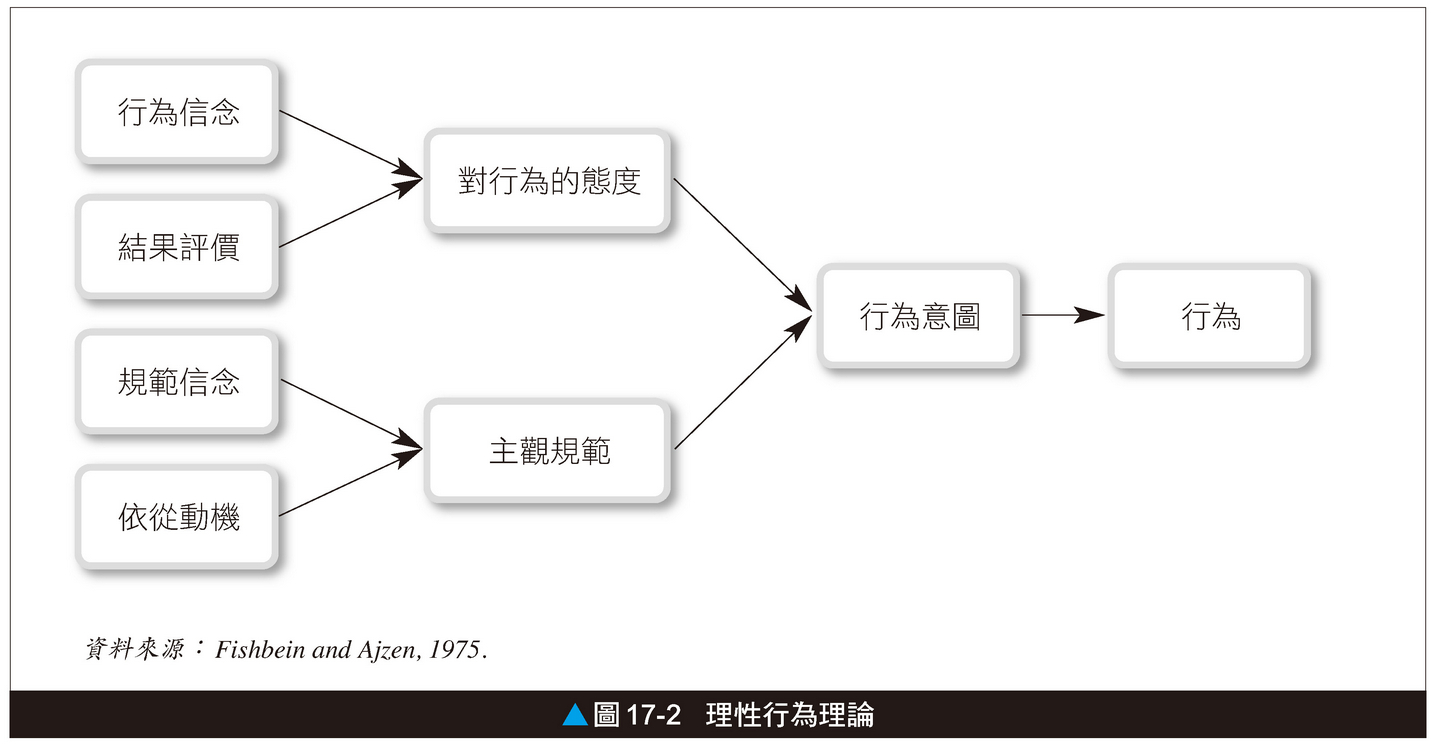 行為信念
結果評價
對行為的態度
規範信念
依從動機
主觀規範
行為意圖
行為
資料來源：Fishbein and Ajzen, 1975.
▲圖 17-2 理性行為理論